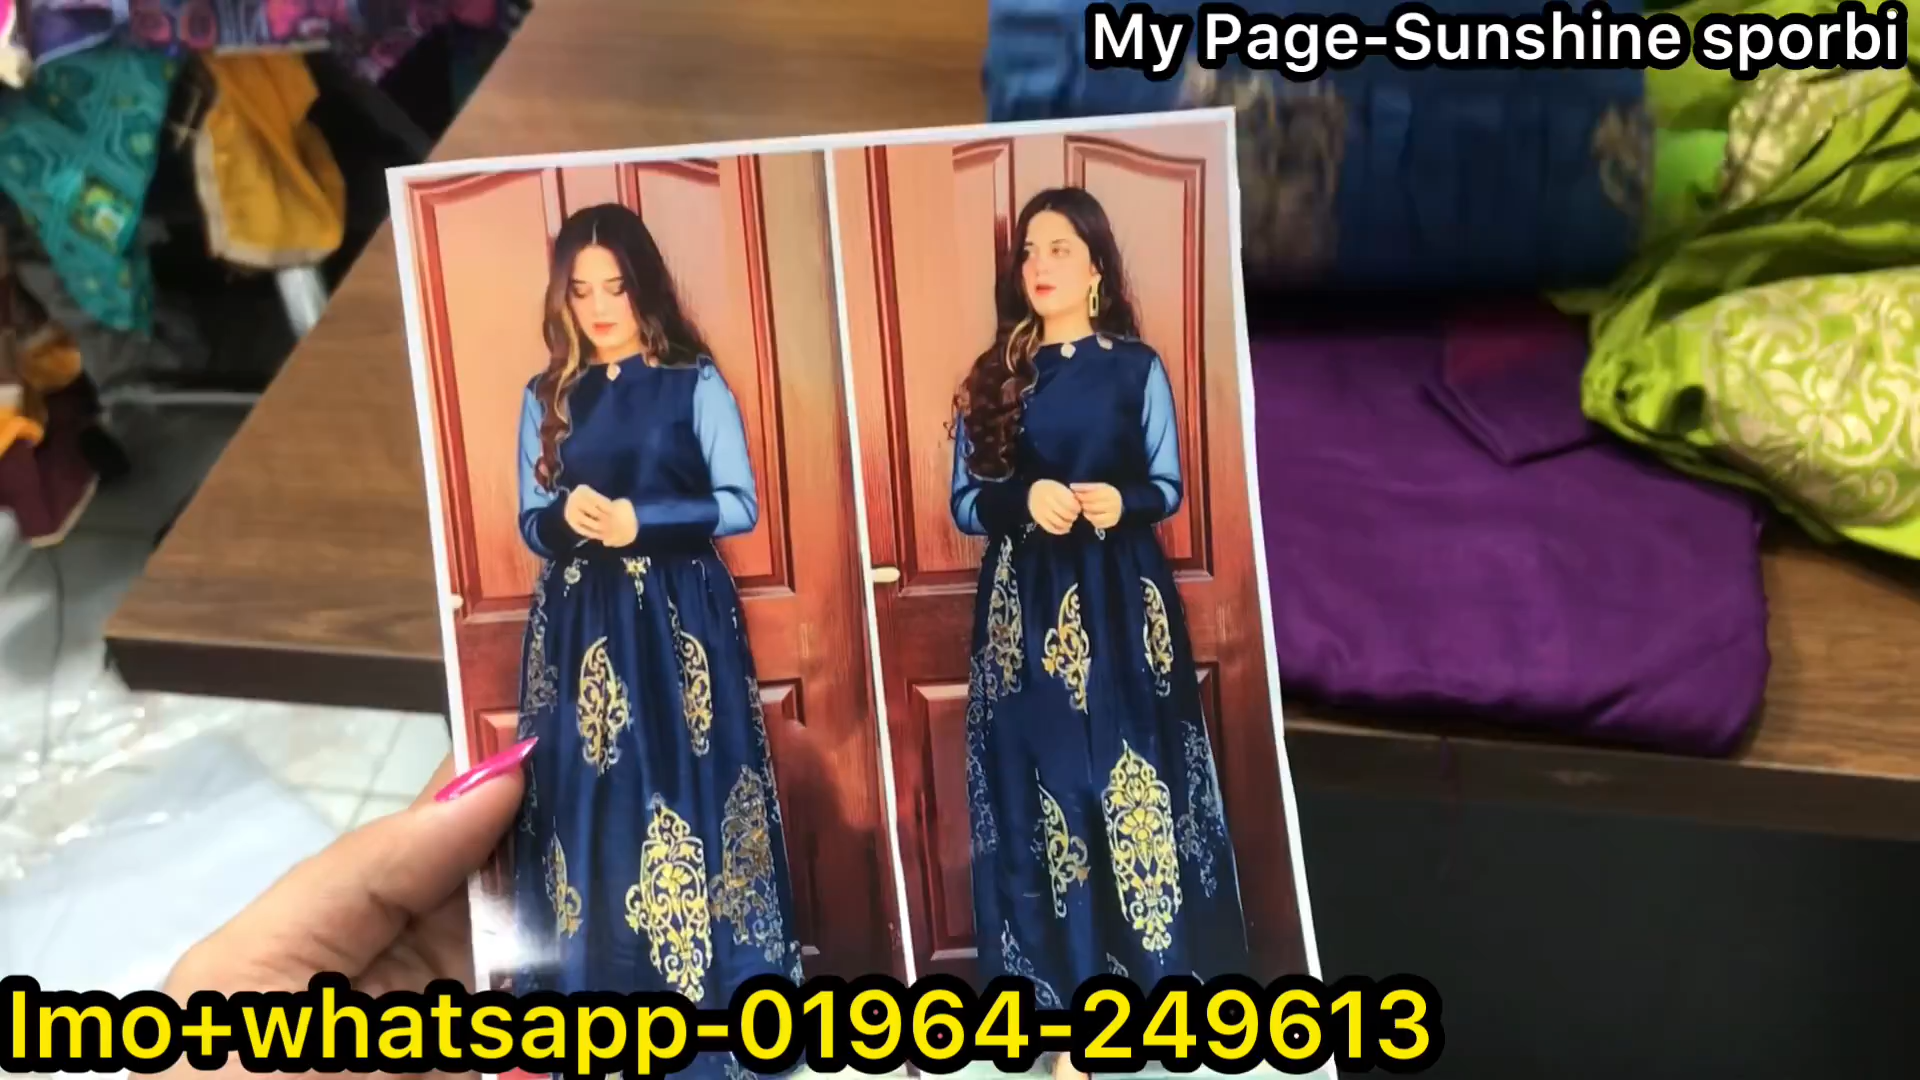 My Page-Sunshine sporbi
Imo+whatsapp-01964-249613